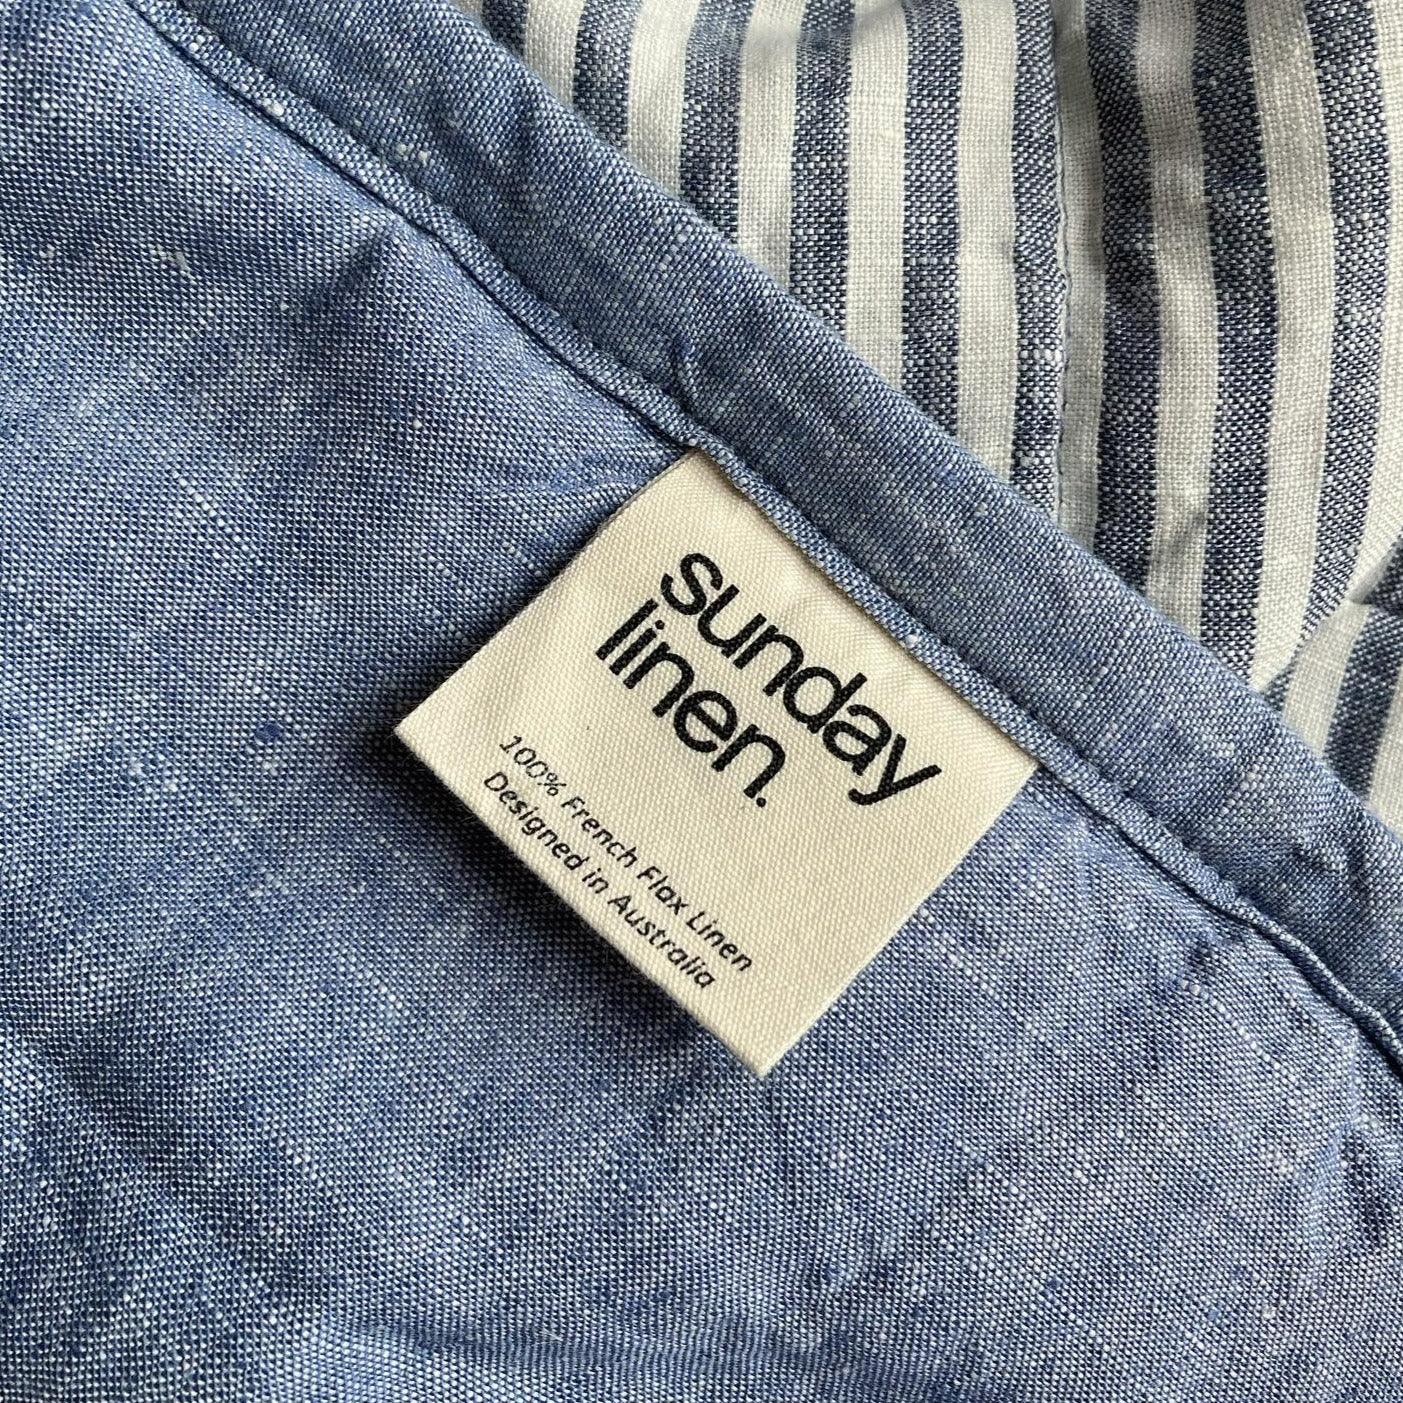 sunday
linen.
100% French Flax Linen
Designed in Australia